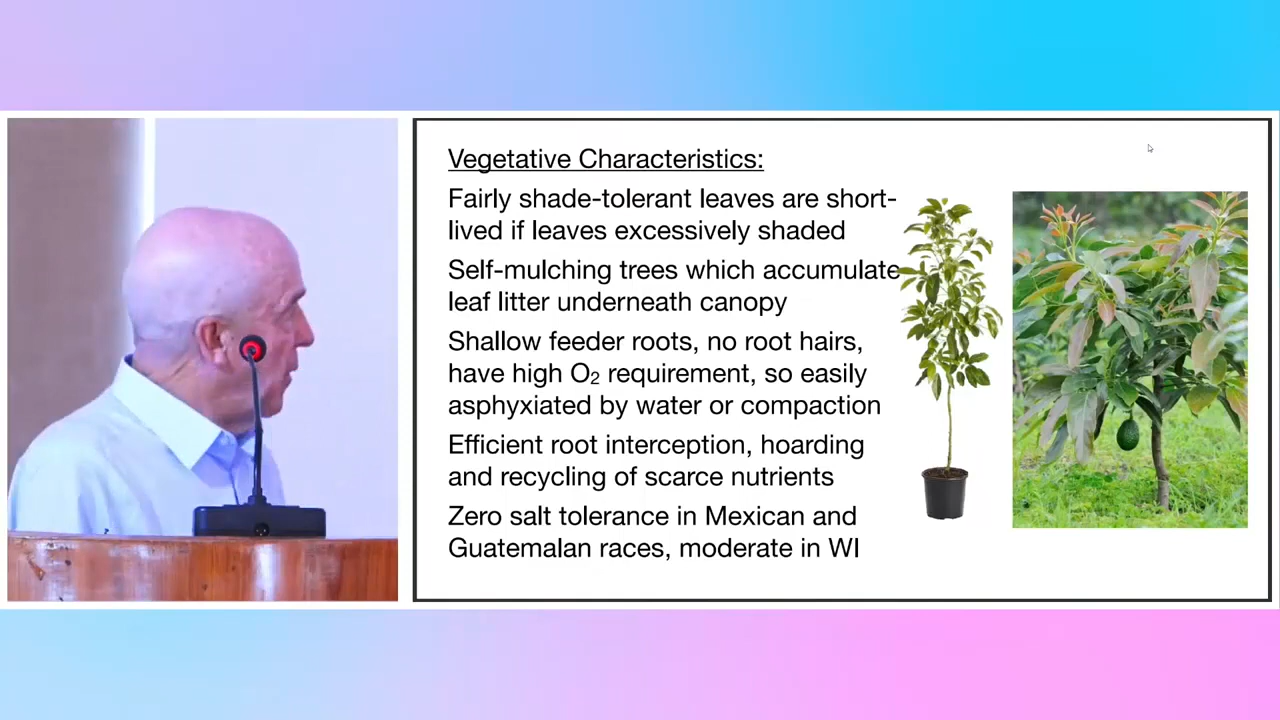 Vegetative Characteristics:
Fairly shade-tolerant leaves are short-
lived if leaves excessively shaded
Self-mulching trees which accumulate
leaf litter underneath canopy
Shallow feeder roots, no root hairs,
have high O₂ requirement, so easily
asphyxiated by water or compaction
Efficient root interception, hoarding
and recycling of scarce nutrients
Zero salt tolerance in Mexican and
Guatemalan races, moderate in WI